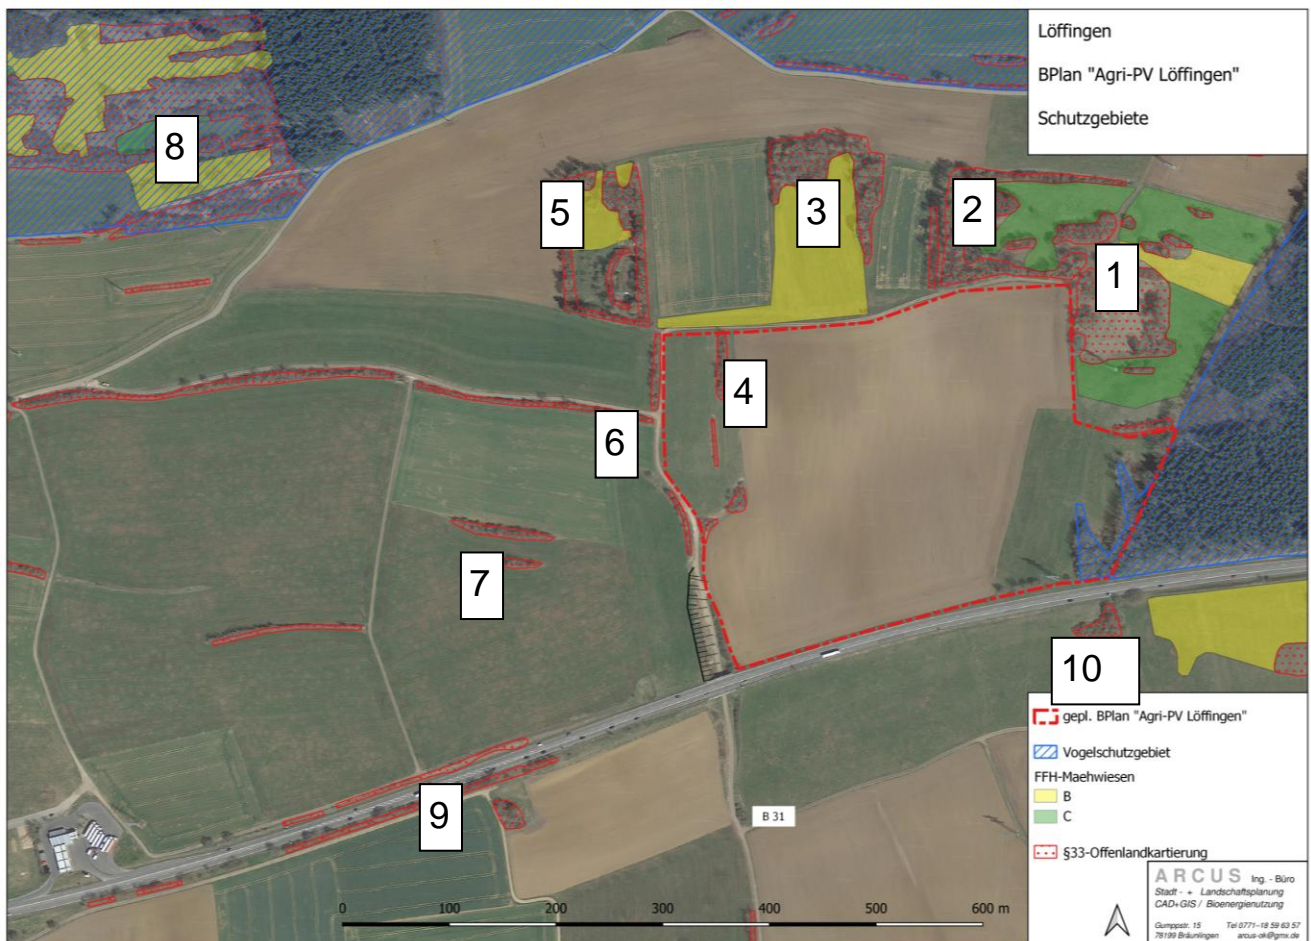 Löffingen
BPlan "Agri-PV Löffingen"
Schutzgebiete
8
5
3
2
1
4
6
7
10
9
B 31
gepl. BPlan "Agri-PV Löffingen"
Vogelschutzgebiet
FFH-Maehwiesen
B
C
§33-Offenlandkartierung
0 100 200 300 400 500 600 m
ARCUS Ing. - Büro
Stadt - + Landschaftsplanung
CAD+GIS / Bioenergienutzung
Gumppstr. 15 Tel 0771-18 59 63 57
78199 Bräunlingen arcus-ok@gmx.de